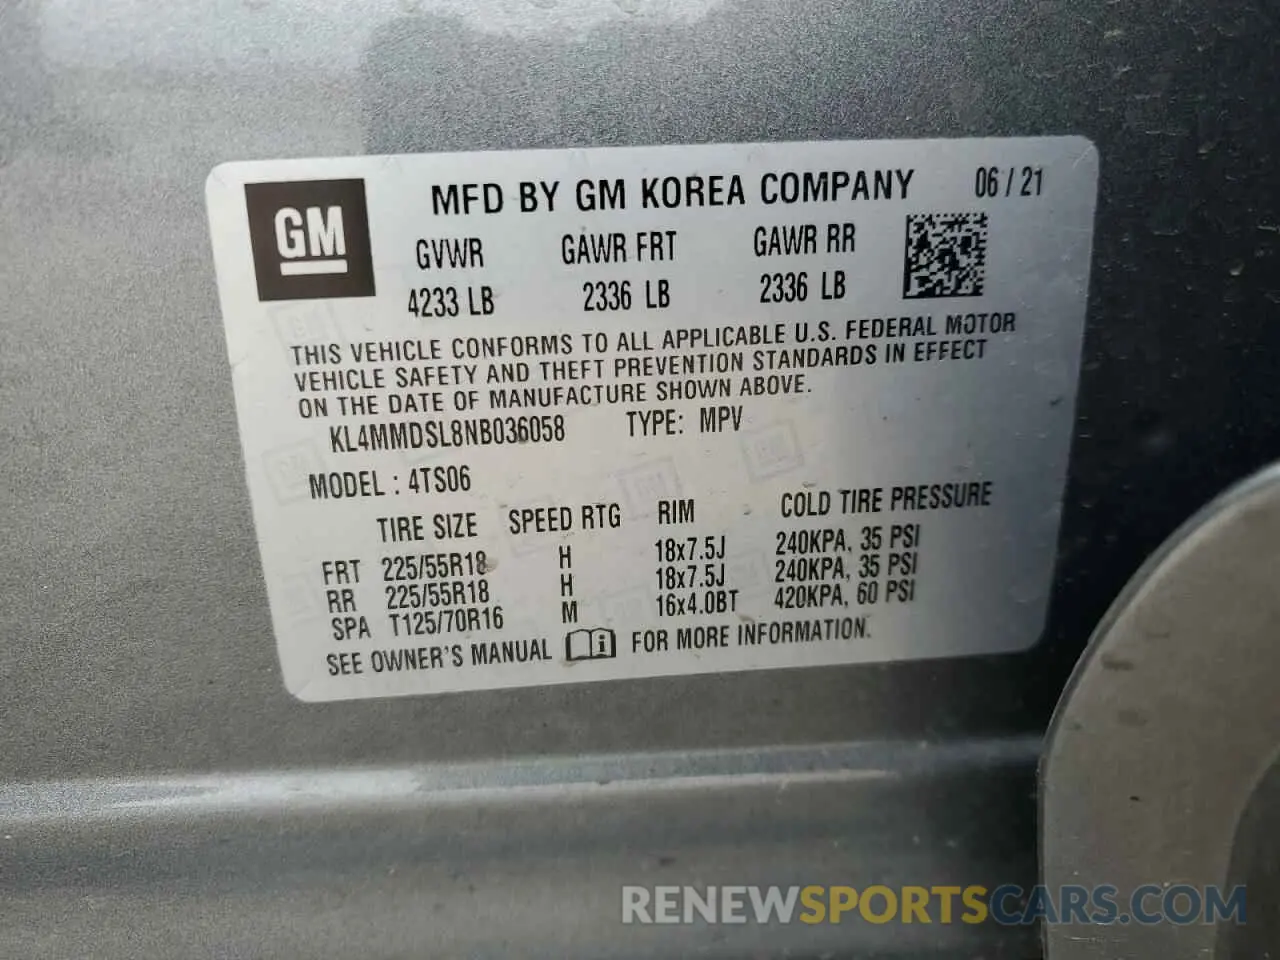 GM
MFD BY GM KOREA COMPANY 06/21
GVWR GAWR FRT GAWR RR
4233 LB 2336 LB 2336 LB
THIS VEHICLE CONFORMS TO ALL APPLICABLE U.S. FEDERAL MOTOR
VEHICLE SAFETY AND THEFT PREVENTION STANDARDS IN EFFECT
ON THE DATE OF MANUFACTURE SHOWN ABOVE.
KL4MMDSL8NB036058 TYPE: MPV
MODEL : 4TS06
TIRE SIZE SPEED RTG RIM COLD TIRE PRESSURE
FRT 225/55R18 H 18x7.5J 240KPA, 35 PSI
RR 225/55R18 H 18x7.5J 240KPA, 35 PSI
SPA T125/70R16 M 16x4.0BT 420KPA, 60 PSI
SEE OWNER'S MANUAL FOR MORE INFORMATION.
RENEWSPORTSCARS.COM